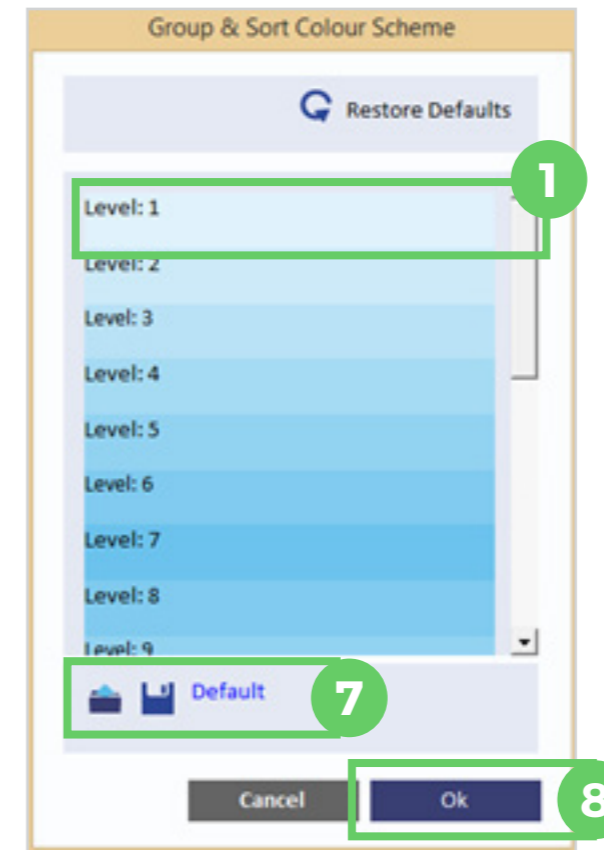 Group & Sort Colour Scheme
Restore Defaults
1
Level: 1
Level: 2
Level: 3
Level: 4
Level: 5
Level: 6
Level: 7
Level: 8
Level: 9
Default
7
Cancel
Ok
8